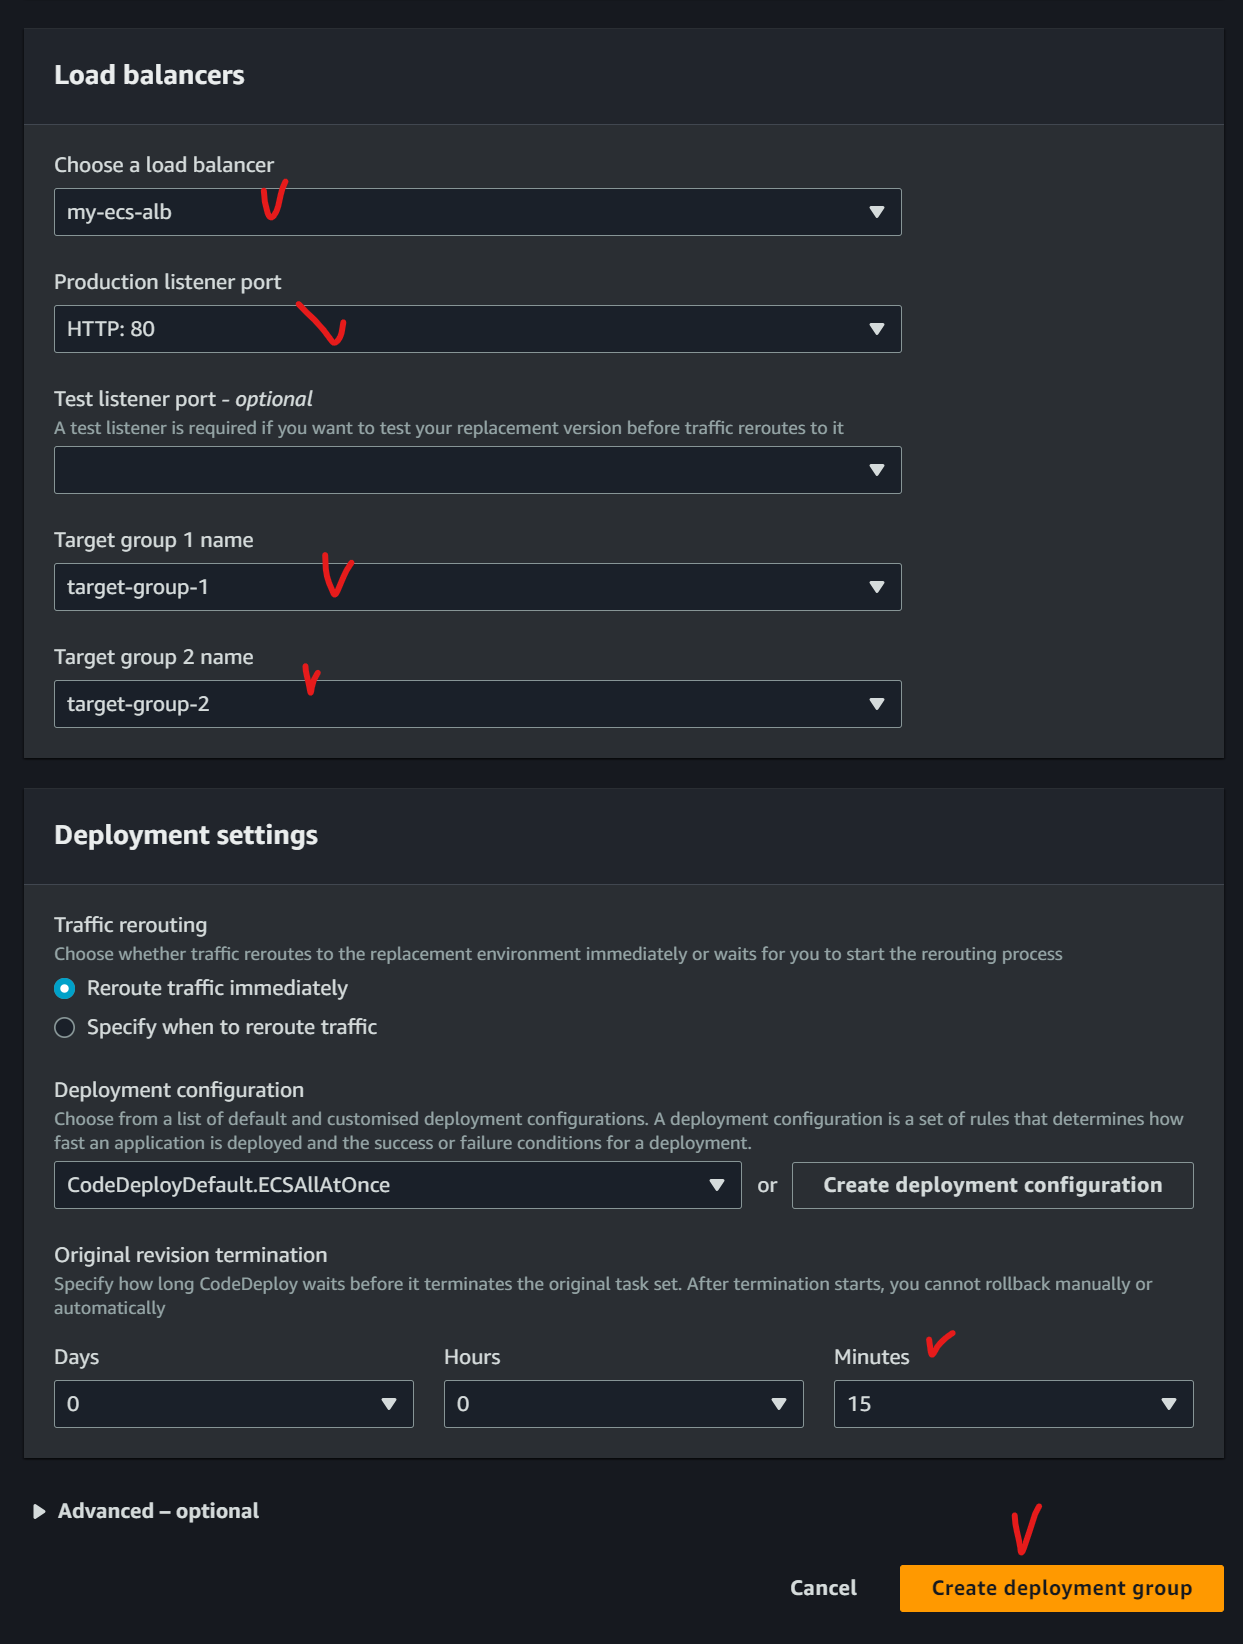 Load balancers
Choose a load balancer
my-ecs-alb
Production listener port
HTTP: 80
Test listener port - optional
A test listener is required if you want to test your replacement version before traffic reroutes to it
Target group 1 name
target-group-1
Target group 2 name
target-group-2
Deployment settings
Traffic rerouting
Choose whether traffic reroutes to the replacement environment immediately or waits for you to start the rerouting process
Reroute traffic immediately
Specify when to reroute traffic
Deployment configuration
Choose from a list of default and customised deployment configurations. A deployment configuration is a set of rules that determines how
fast an application is deployed and the success or failure conditions for a deployment.
CodeDeployDefault.ECSAllAtOnce or Create deployment configuration
Original revision termination
Specify how long CodeDeploy waits before it terminates the original task set. After termination starts, you cannot rollback manually or
automatically
Days Hours Minutes
0 0 15
Advanced – optional
Cancel Create deployment group